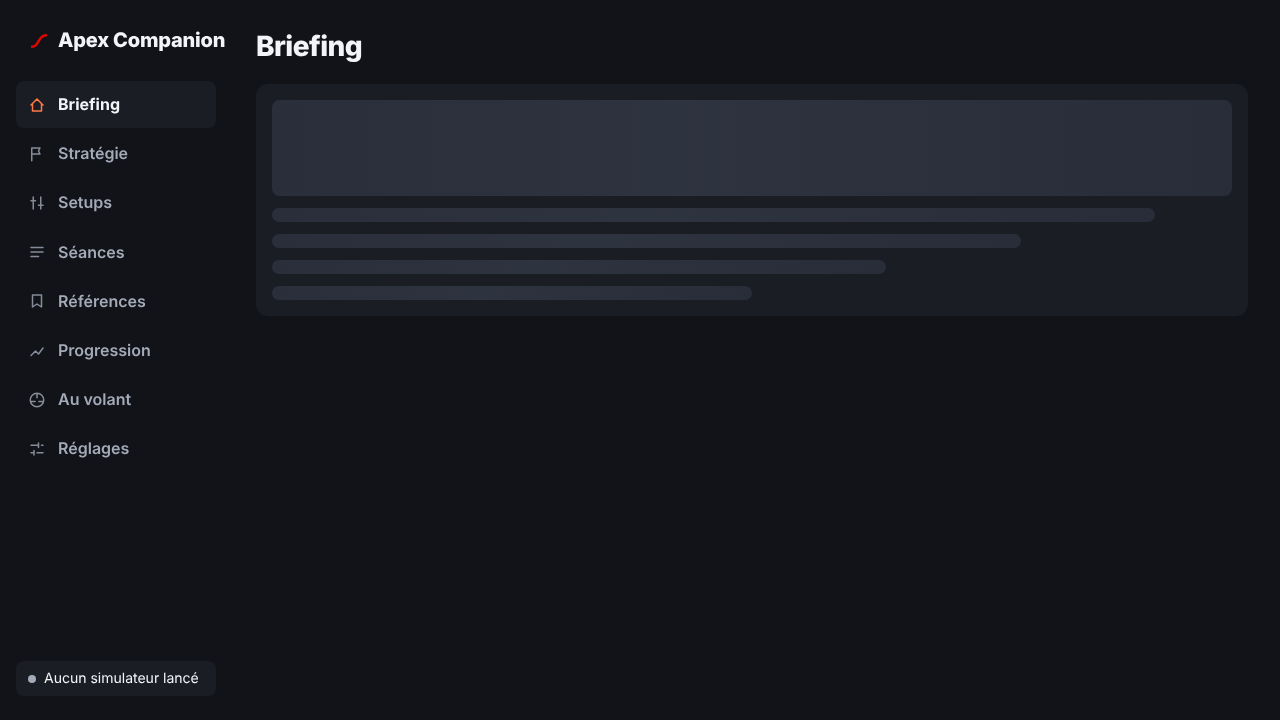 Apex Companion
Briefing
Briefing
Stratégie
Setups
Séances
Références
Progression
Au volant
Réglages
Aucun simulateur lancé